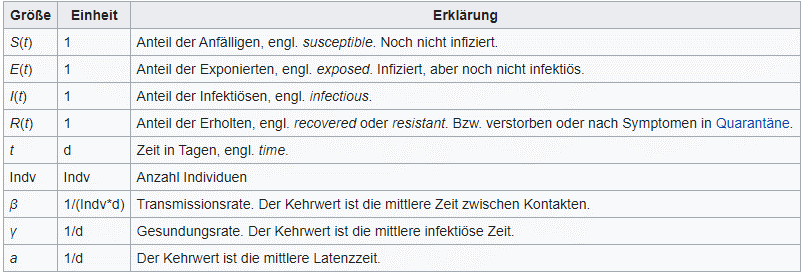 Größe Einheit Erklärung
S(t) 1 Anteil der Anfälligen, engl. susceptible. Noch nicht infiziert.
E(t) 1 Anteil der Exponierten, engl. exposed. Infiziert, aber noch nicht infektiös.
I(t) 1 Anteil der Infektiösen, engl. infectious.
R(t) 1 Anteil der Erholten, engl. recovered oder resistant. Bzw. verstorben oder nach Symptomen in Quarantäne.
t d Zeit in Tagen, engl. time.
Indv Indv Anzahl Individuen
β 1/(Indv*d) Transmissionsrate. Der Kehrwert ist die mittlere Zeit zwischen Kontakten.
γ 1/d Gesundungsrate. Der Kehrwert ist die mittlere infektiöse Zeit.
a 1/d Der Kehrwert ist die mittlere Latenzzeit.